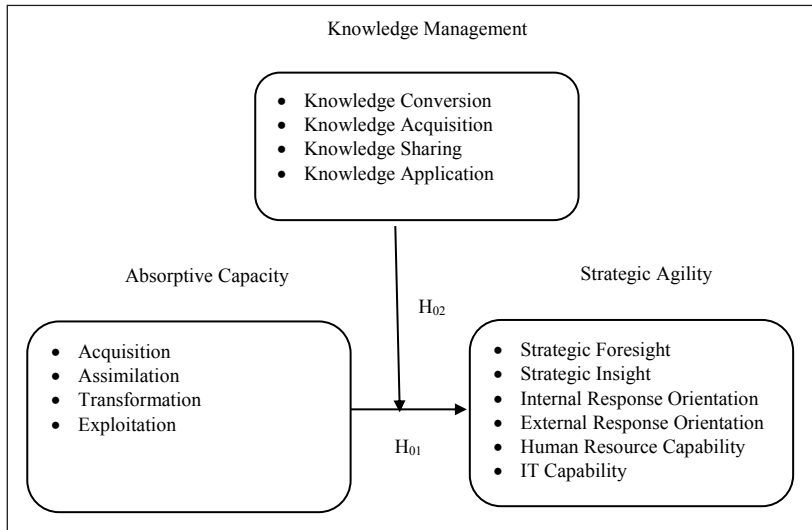 Knowledge Management
• Knowledge Conversion
• Knowledge Acquisition
• Knowledge Sharing
• Knowledge Application
Absorptive Capacity
Strategic Agility
H02
• Acquisition
• Assimilation
• Transformation
• Exploitation
• Strategic Foresight
• Strategic Insight
• Internal Response Orientation
• External Response Orientation
• Human Resource Capability
• IT Capability
H01